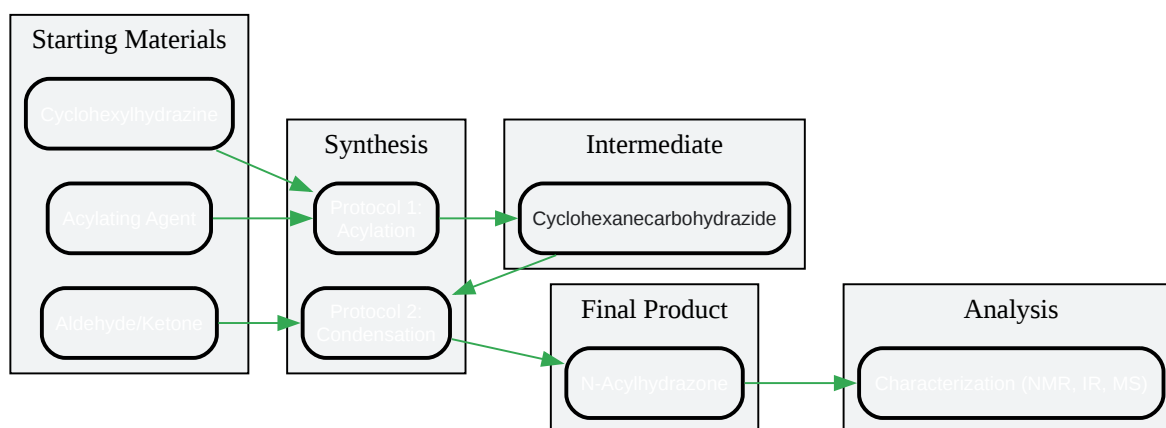 Starting Materials
Cyclohexylhydrazine
Acylating Agent
Aldehyde/Ketone
Synthesis
Protocol 1:
Acylation
Protocol 2:
Condensation
Intermediate
Cyclohexanecarbohydrazide
Final Product
N-Acylhydrazone
Analysis
Characterization (NMR, IR, MS)